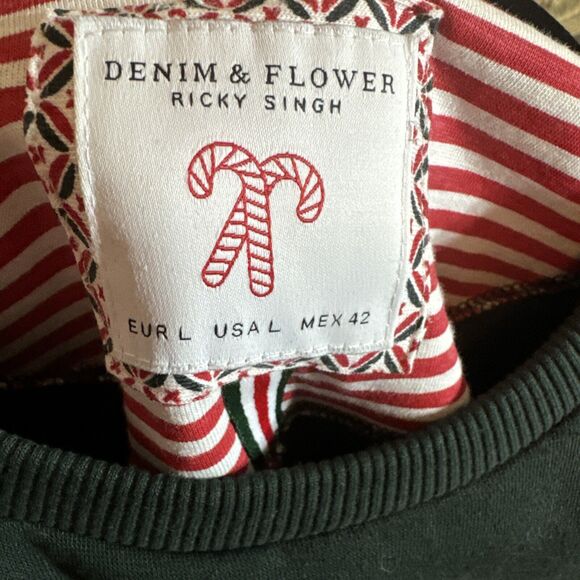 DENIM & FLOWER
RICKY SINGH
EUR L USA L MEX 42